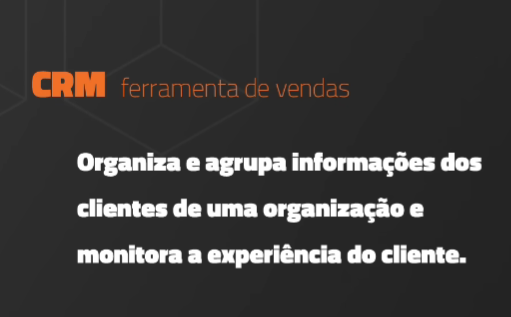 CRM ferramenta de vendas
Organiza e agrupa informações dos
clientes de uma organização e
monitora a experiência do cliente.